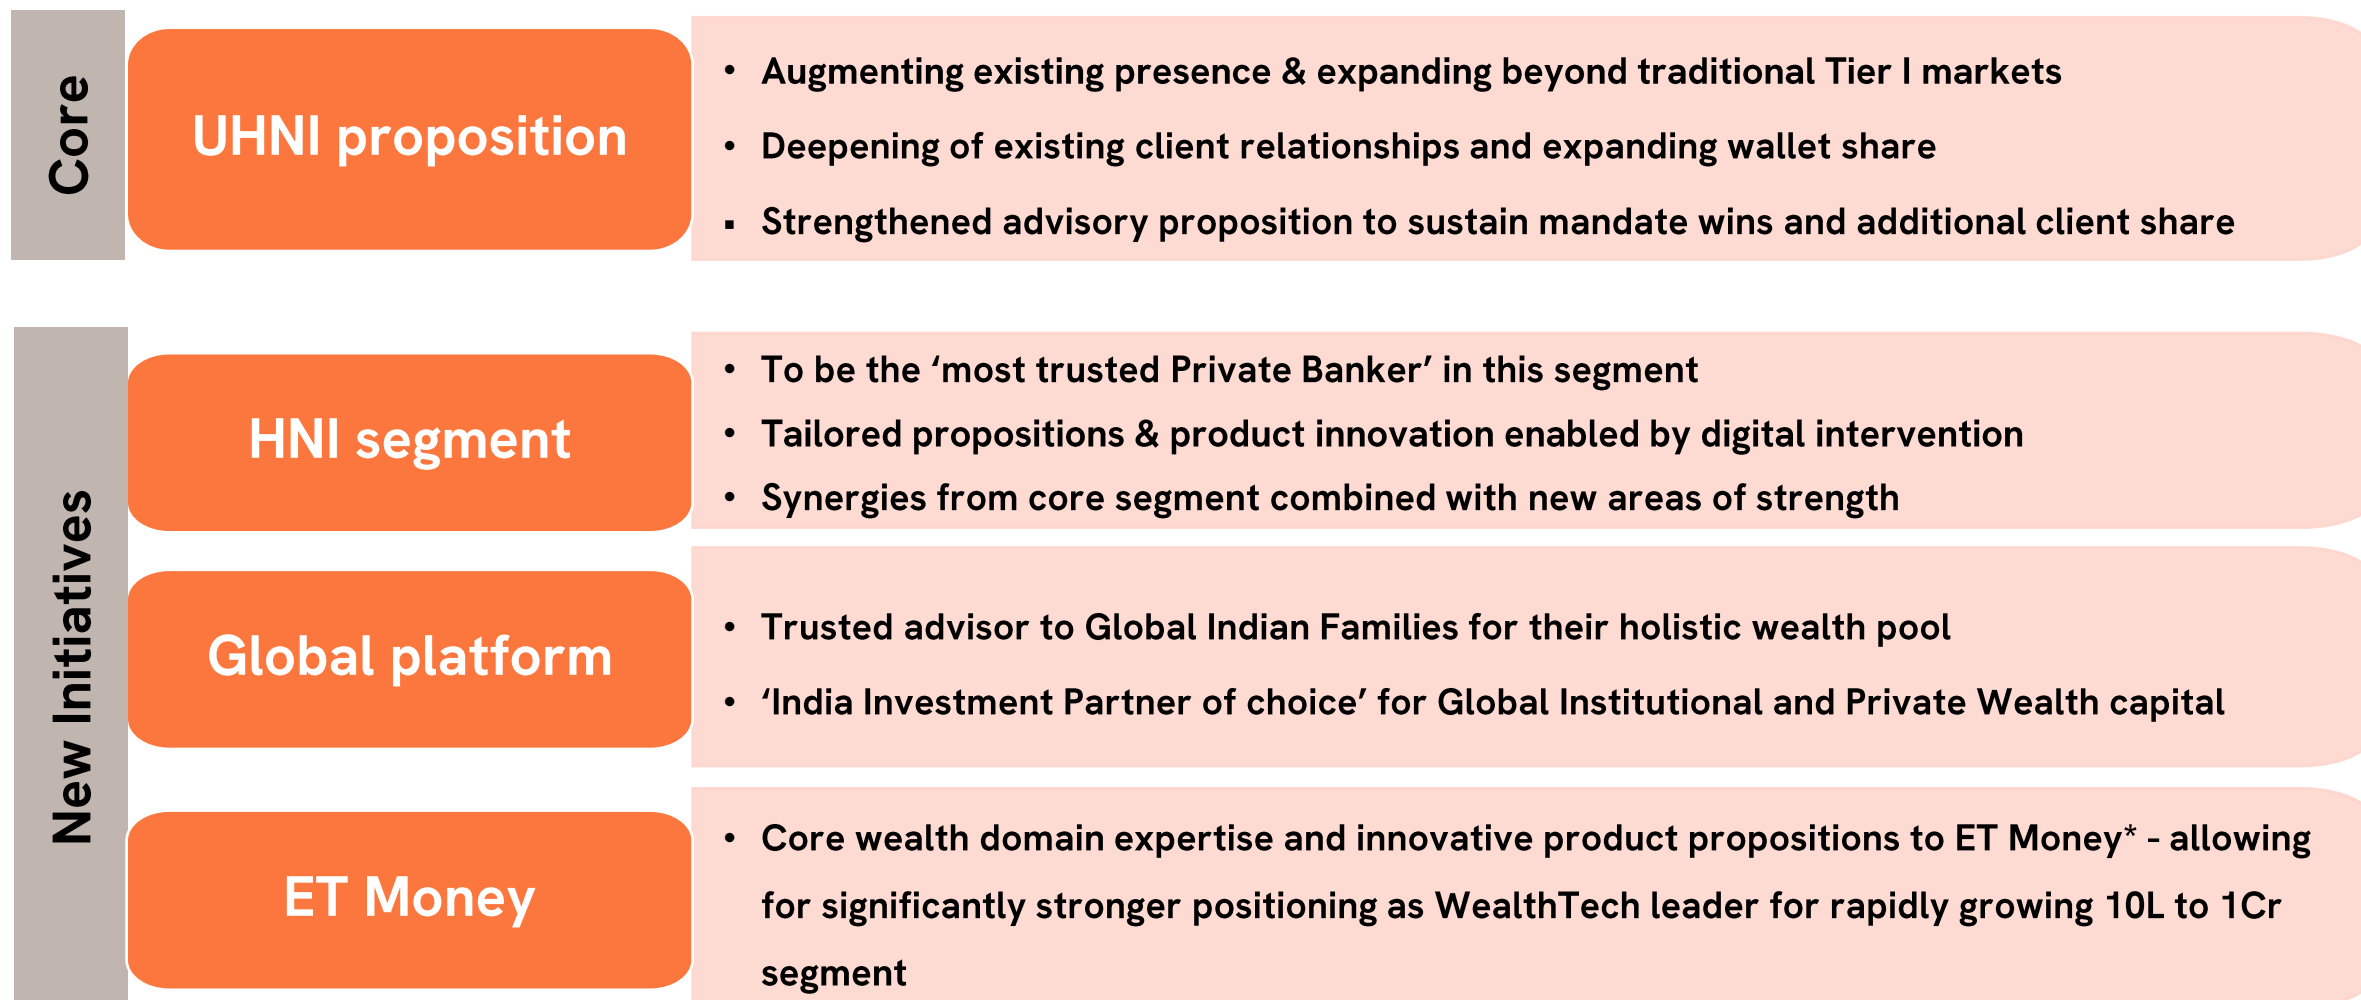 Core
UHNI proposition
• Augmenting existing presence & expanding beyond traditional Tier I markets
• Deepening of existing client relationships and expanding wallet share
▪ Strengthened advisory proposition to sustain mandate wins and additional client share
New Initiatives
HNI segment
• To be the ‘most trusted Private Banker’ in this segment
• Tailored propositions & product innovation enabled by digital intervention
• Synergies from core segment combined with new areas of strength
Global platform
• Trusted advisor to Global Indian Families for their holistic wealth pool
• ‘India Investment Partner of choice’ for Global Institutional and Private Wealth capital
ET Money
• Core wealth domain expertise and innovative product propositions to ET Money* - allowing
for significantly stronger positioning as WealthTech leader for rapidly growing 10L to 1Cr
segment